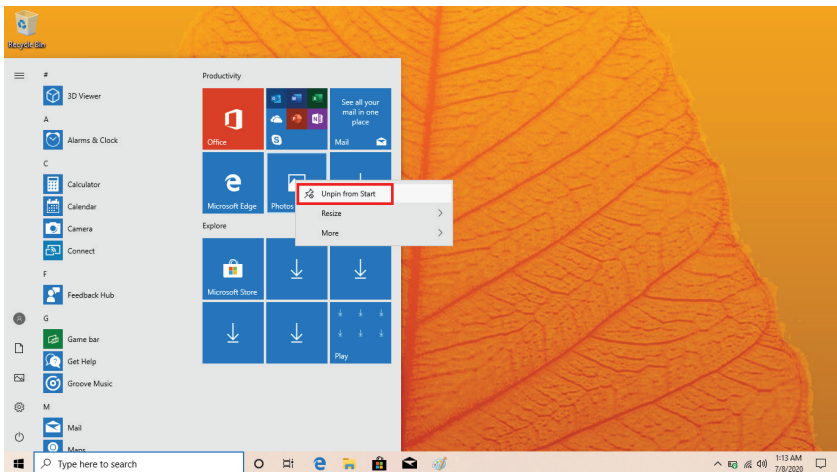 Recycle Bin
#
3D Viewer
A
Alarms & Clock
C
Calculator
Calendar
Camera
Connect
F
Feedback Hub
G
Game bar
Get Help
Groove Music
M
Mail
Maps
Productivity
Office
See all your
mail in one
place
Mail
Microsoft Edge
Photos
Unpin from Start
Resize
More
Explore
Microsoft Store
Play
Type here to search
1:13 AM
7/8/2020